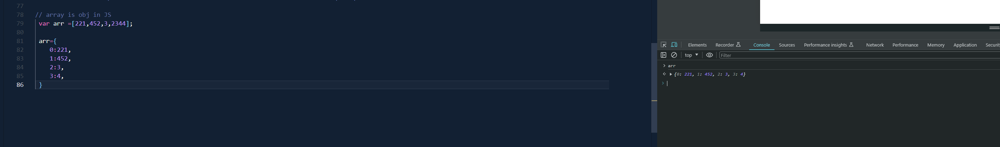 77
78 // array is obj in JS
79 var arr =[221,452,3,2344];
80
81 arr={
82 0:221,
83 1:452,
84 2:3,
85 3:4,
86 }
Elements Recorder Console Sources Performance insights Network Performance Memory Application Securit
top Filter
> arr
{0: 221, 1: 452, 2: 3, 3: 4}
>